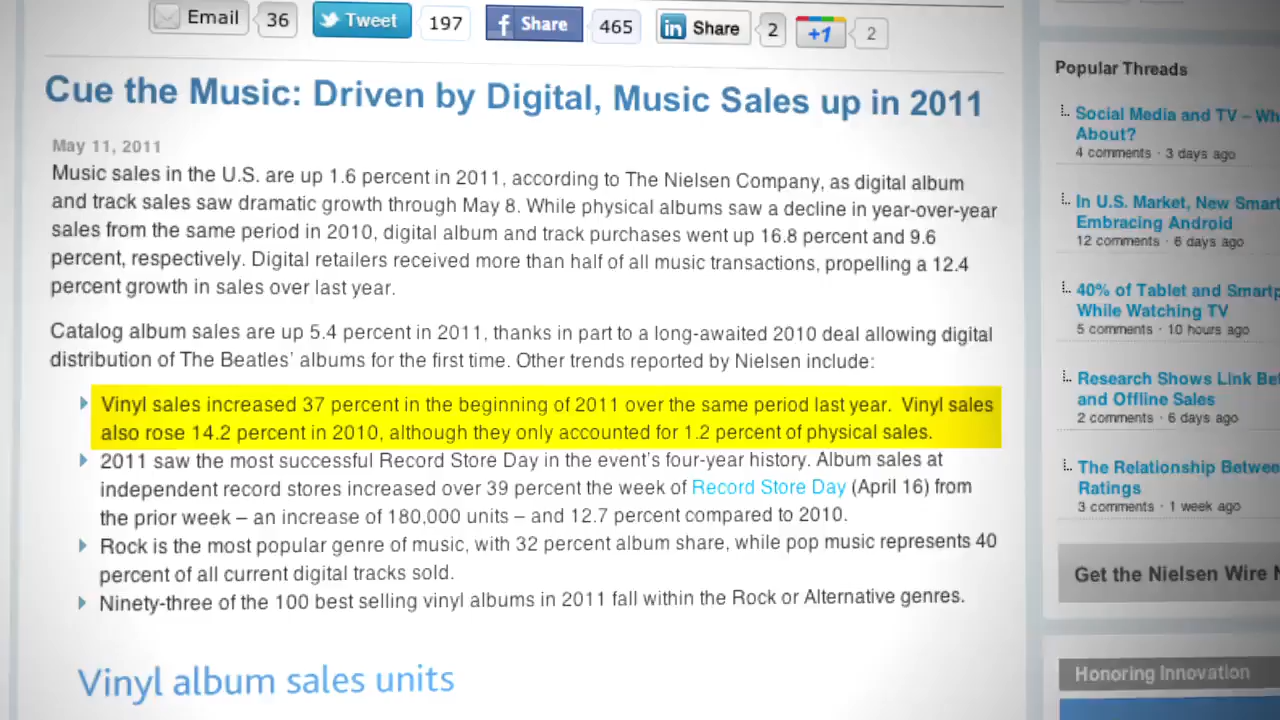 Email 36 Tweet 197 f Share 465 in Share 2 +1 2
Cue the Music: Driven by Digital, Music Sales up in 2011
May 11, 2011
Music sales in the U.S. are up 1.6 percent in 2011, according to The Nielsen Company, as digital album
and track sales saw dramatic growth through May 8. While physical albums saw a decline in year-over-year
sales from the same period in 2010, digital album and track purchases went up 16.8 percent and 9.6
percent, respectively. Digital retailers received more than half of all music transactions, propelling a 12.4
percent growth in sales over last year.
Catalog album sales are up 5.4 percent in 2011, thanks in part to a long-awaited 2010 deal allowing digital
distribution of The Beatles' albums for the first time. Other trends reported by Nielsen include:
Vinyl sales increased 37 percent in the beginning of 2011 over the same period last year. Vinyl sales
also rose 14.2 percent in 2010, although they only accounted for 1.2 percent of physical sales.
2011 saw the most successful Record Store Day in the event's four-year history. Album sales at
independent record stores increased over 39 percent the week of Record Store Day (April 16) from
the prior week – an increase of 180,000 units – and 12.7 percent compared to 2010.
Rock is the most popular genre of music, with 32 percent album share, while pop music represents 40
percent of all current digital tracks sold.
Ninety-three of the 100 best selling vinyl albums in 2011 fall within the Rock or Alternative genres.
Vinyl album sales units
Popular Threads
Social Media and TV – Wh
About?
4 comments · 3 days ago
In U.S. Market, New Smart
Embracing Android
12 comments · 6 days ago
40% of Tablet and Smartp
While Watching TV
5 comments · 10 hours ago
Research Shows Link Be
and Offline Sales
2 comments · 6 days ago
The Relationship Betwee
Ratings
3 comments · 1 week ago
Get the Nielsen Wire N
Honoring Innovation